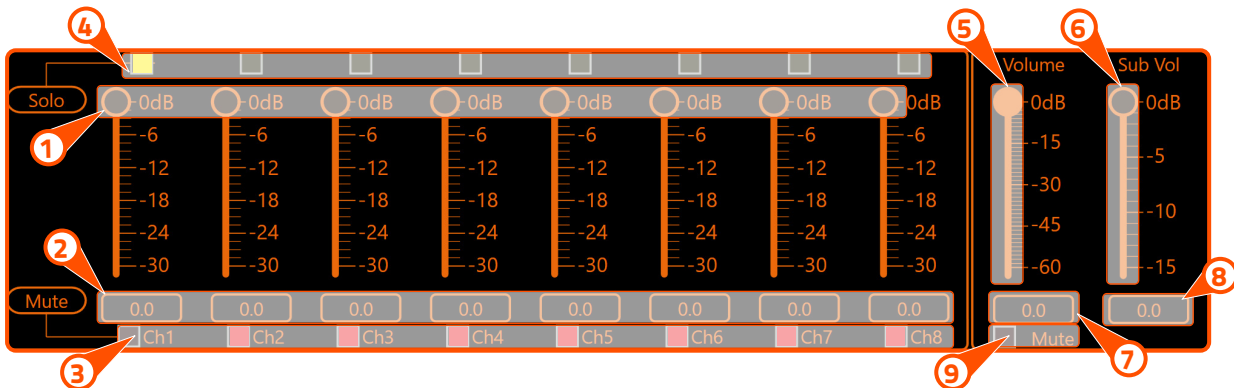 4 5 6
Volume Sub Vol
Solo 0dB 0dB 0dB 0dB 0dB 0dB 0dB 0dB 0dB 0dB
1 -6 -6 -6 -6 -6 -6 -6 -6 -15
-12 -12 -12 -12 -12 -12 -12 -12 -5
-18 -18 -18 -18 -18 -18 -18 -18 -30
-24 -24 -24 -24 -24 -24 -24 -24 -45 -10
2
-30 -30 -30 -30 -30 -30 -30 -30 -60 -15
8
Mute 0.0 0.0 0.0 0.0 0.0 0.0 0.0 0.0 0.0 0.0
Ch1 Ch2 Ch3 Ch4 Ch5 Ch6 Ch7 Ch8 Mute
3 9 7